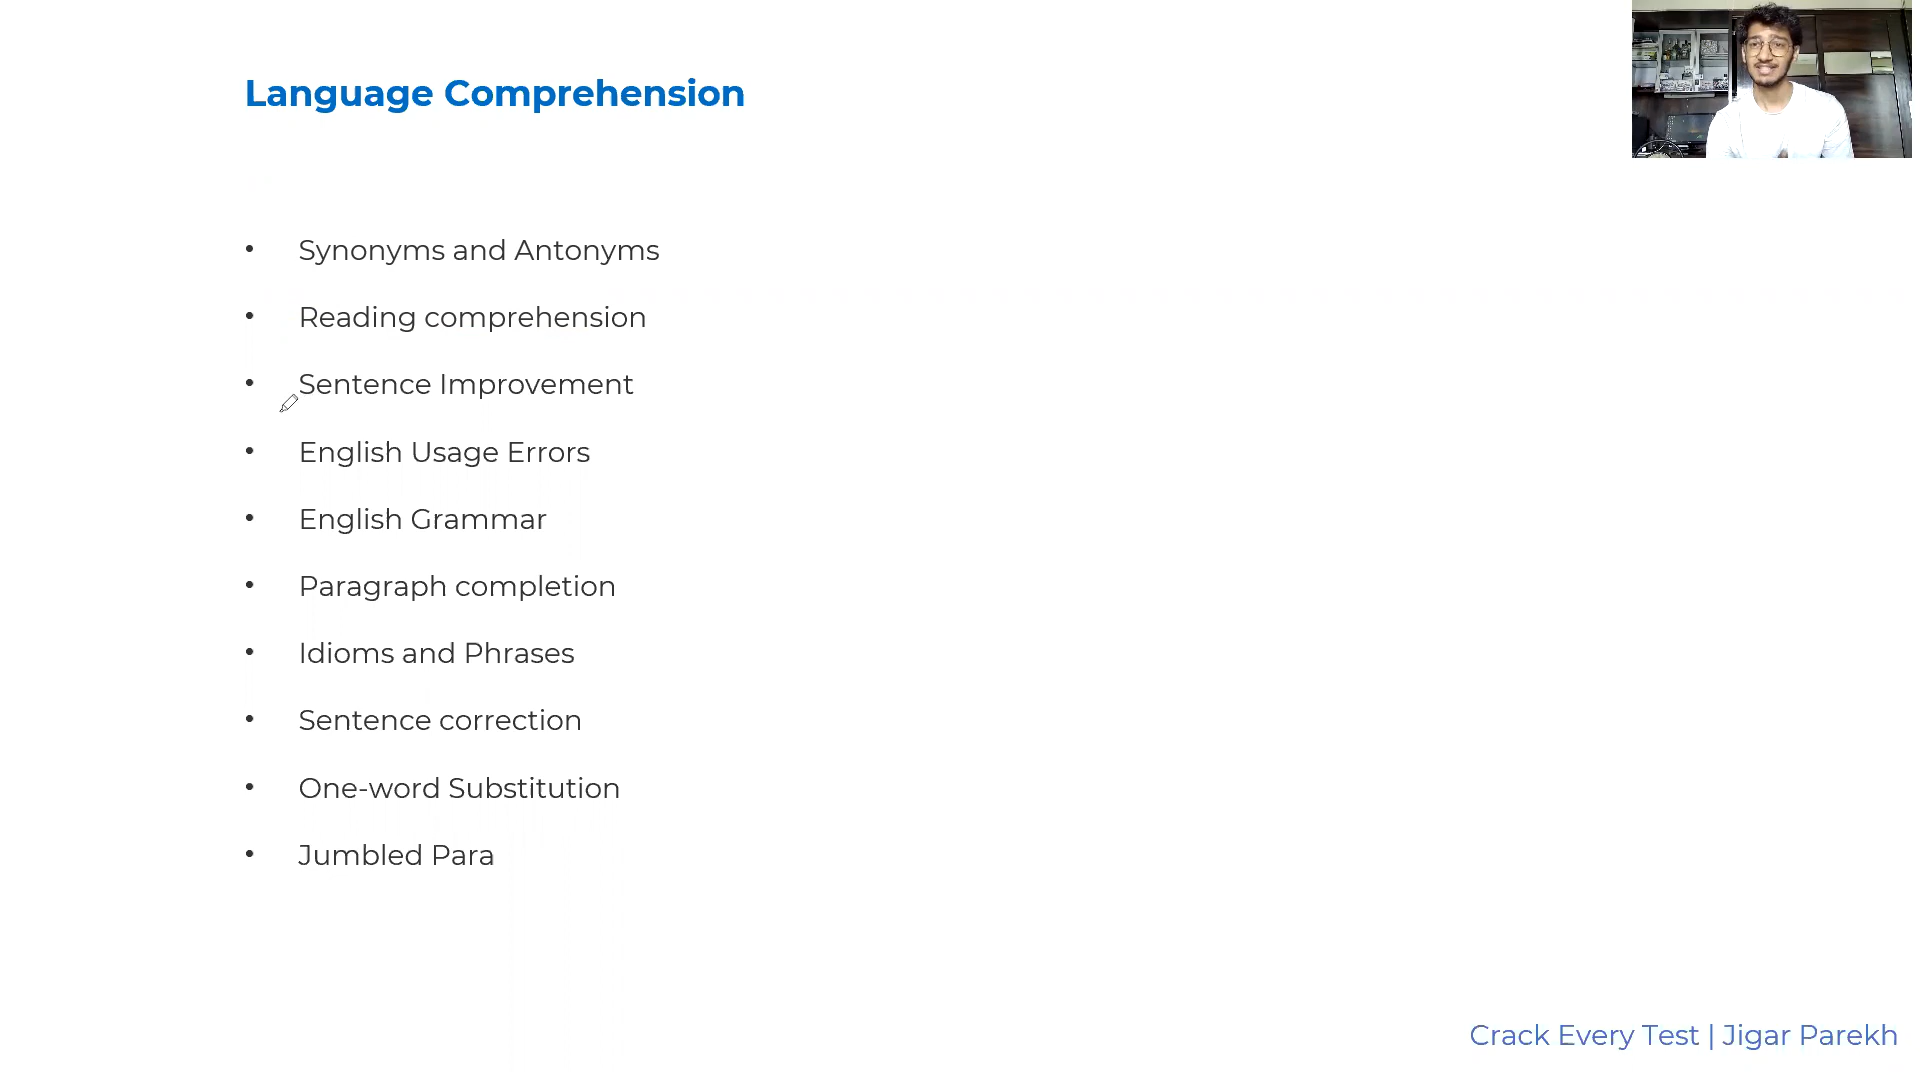 Language Comprehension
• Synonyms and Antonyms
• Reading comprehension
• Sentence Improvement
• English Usage Errors
• English Grammar
• Paragraph completion
• Idioms and Phrases
• Sentence correction
• One-word Substitution
• Jumbled Para
Crack Every Test | Jigar Parekh